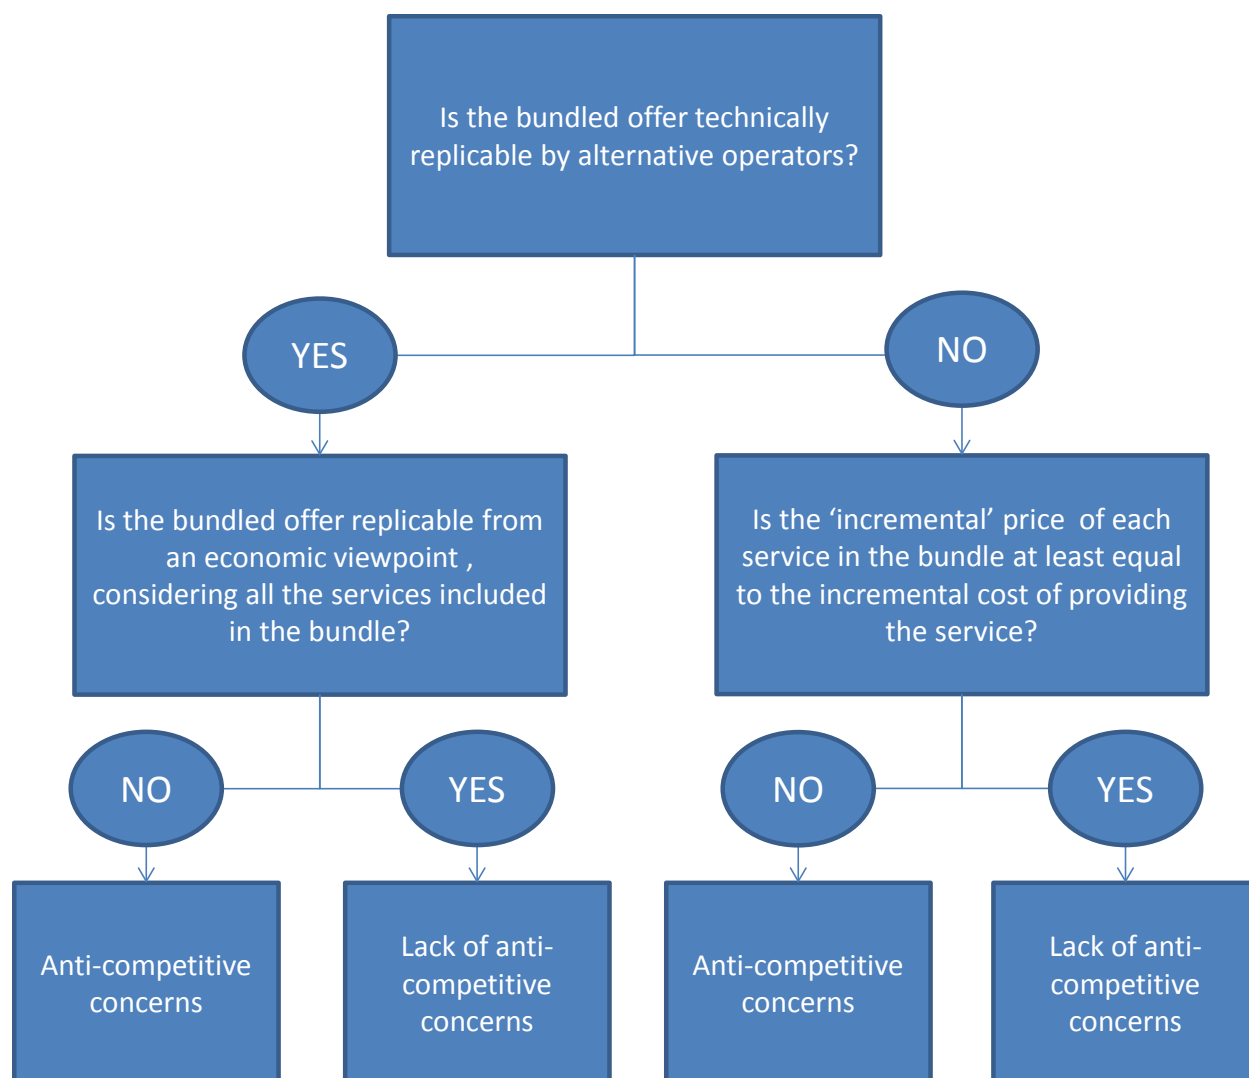 Is the bundled offer technically
replicable by alternative operators?
YES
NO
Is the bundled offer replicable from
an economic viewpoint ,
considering all the services included
in the bundle?
Is the ‘incremental’ price  of each
service in the bundle at least equal
to the incremental cost of providing
the service?
NO
YES
NO
YES
Anti-competitive
concerns
Lack of anti-
competitive
concerns
Anti-competitive
concerns
Lack of anti-
competitive
concerns